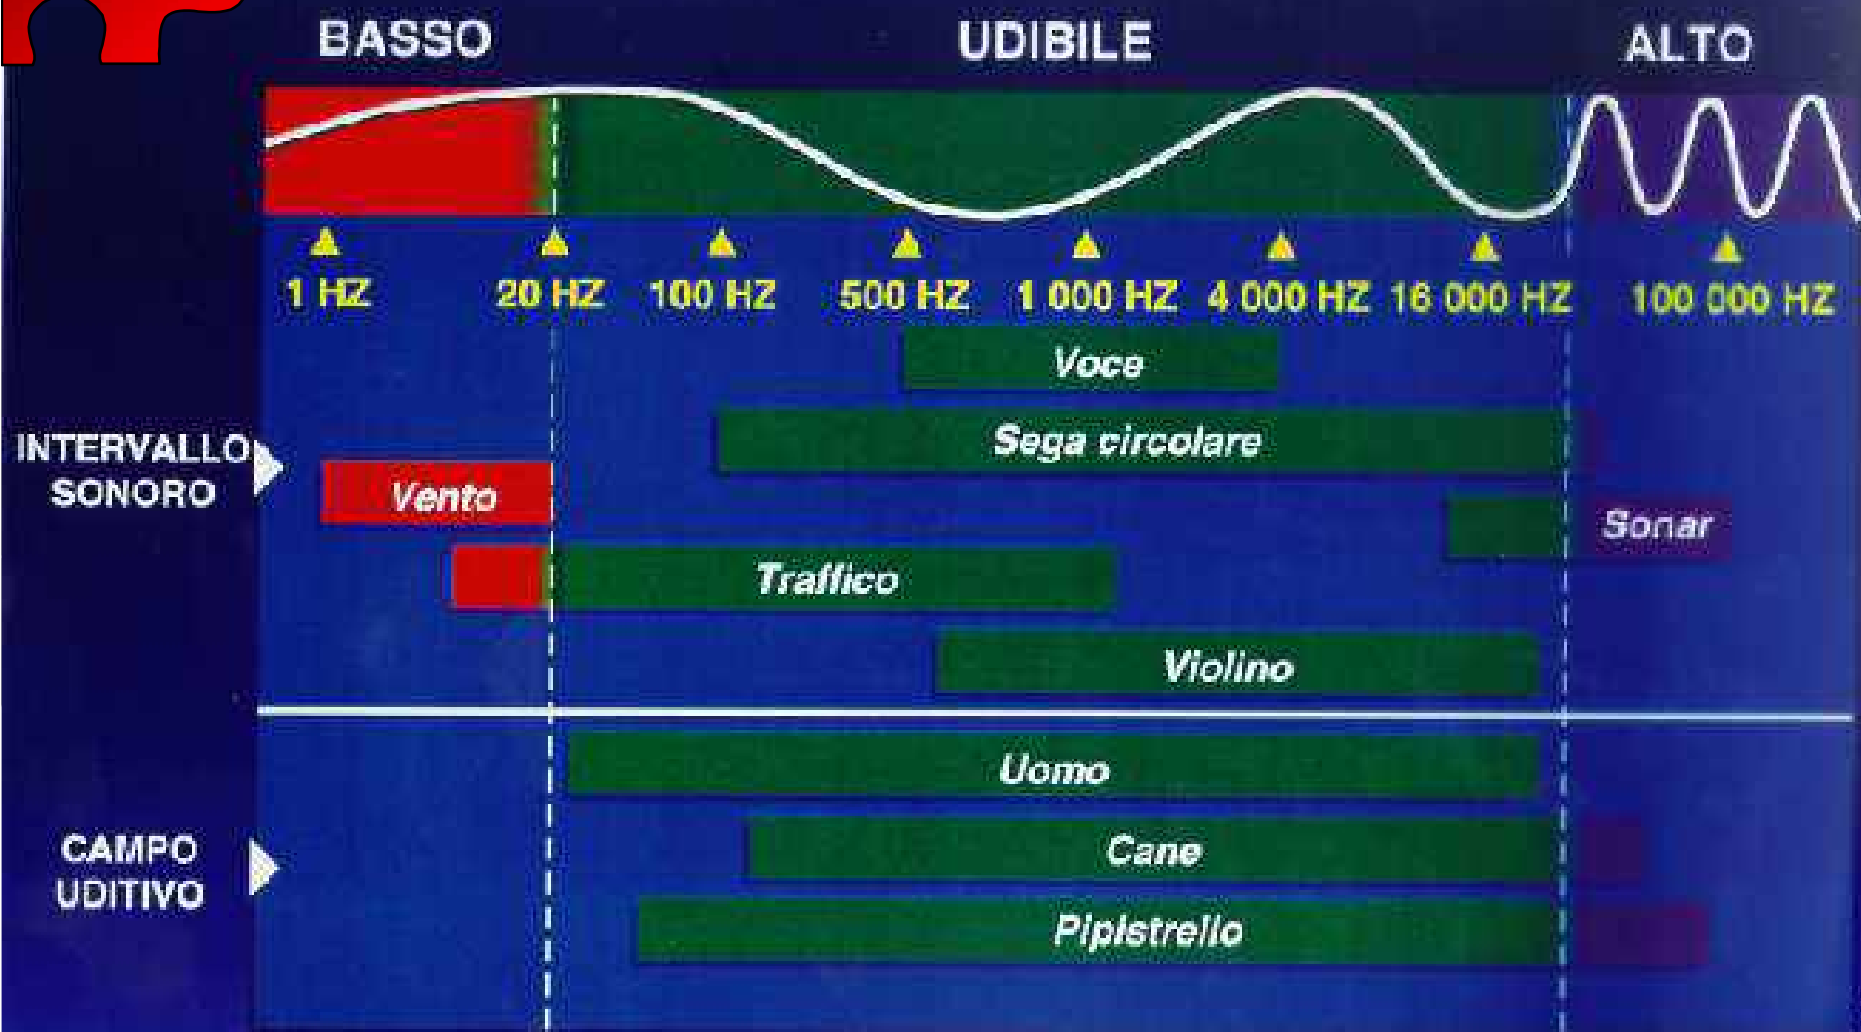 BASSO UDIBILE ALTO
1 HZ 20 HZ 100 HZ 500 HZ 1 000 HZ 4 000 HZ 16 000 HZ 100 000 HZ
Voce
Sega circolare
INTERVALLO
SONORO
Vento
Sonar
Traffico
Violino
Uomo
CAMPO
UDITIVO
Cane
Pipistrello